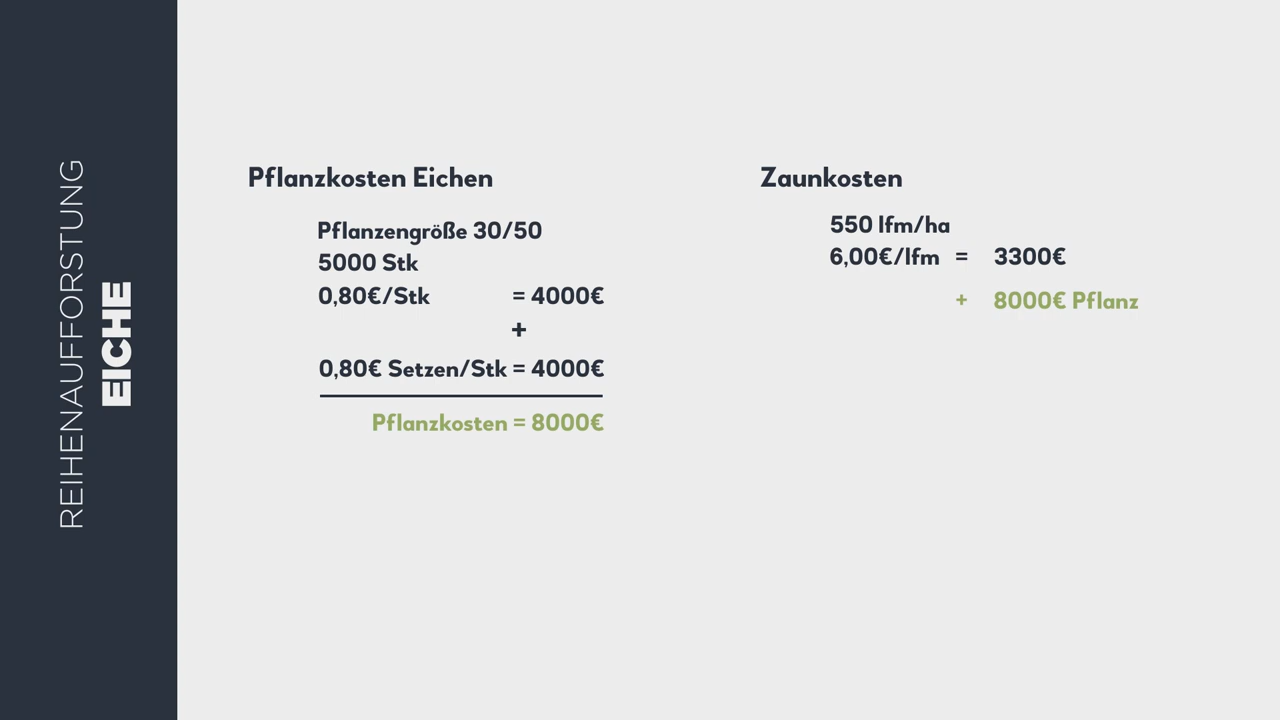 REIHENAUFFORSTUNG
EICHE
Pflanzkosten Eichen
Pflanzengröße 30/50
5000 Stk
0,80€/Stk = 4000€
+
0,80€ Setzen/Stk = 4000€
Pflanzkosten = 8000€
Zaunkosten
550 lfm/ha
6,00€/lfm = 3300€
+ 8000€ Pflanz